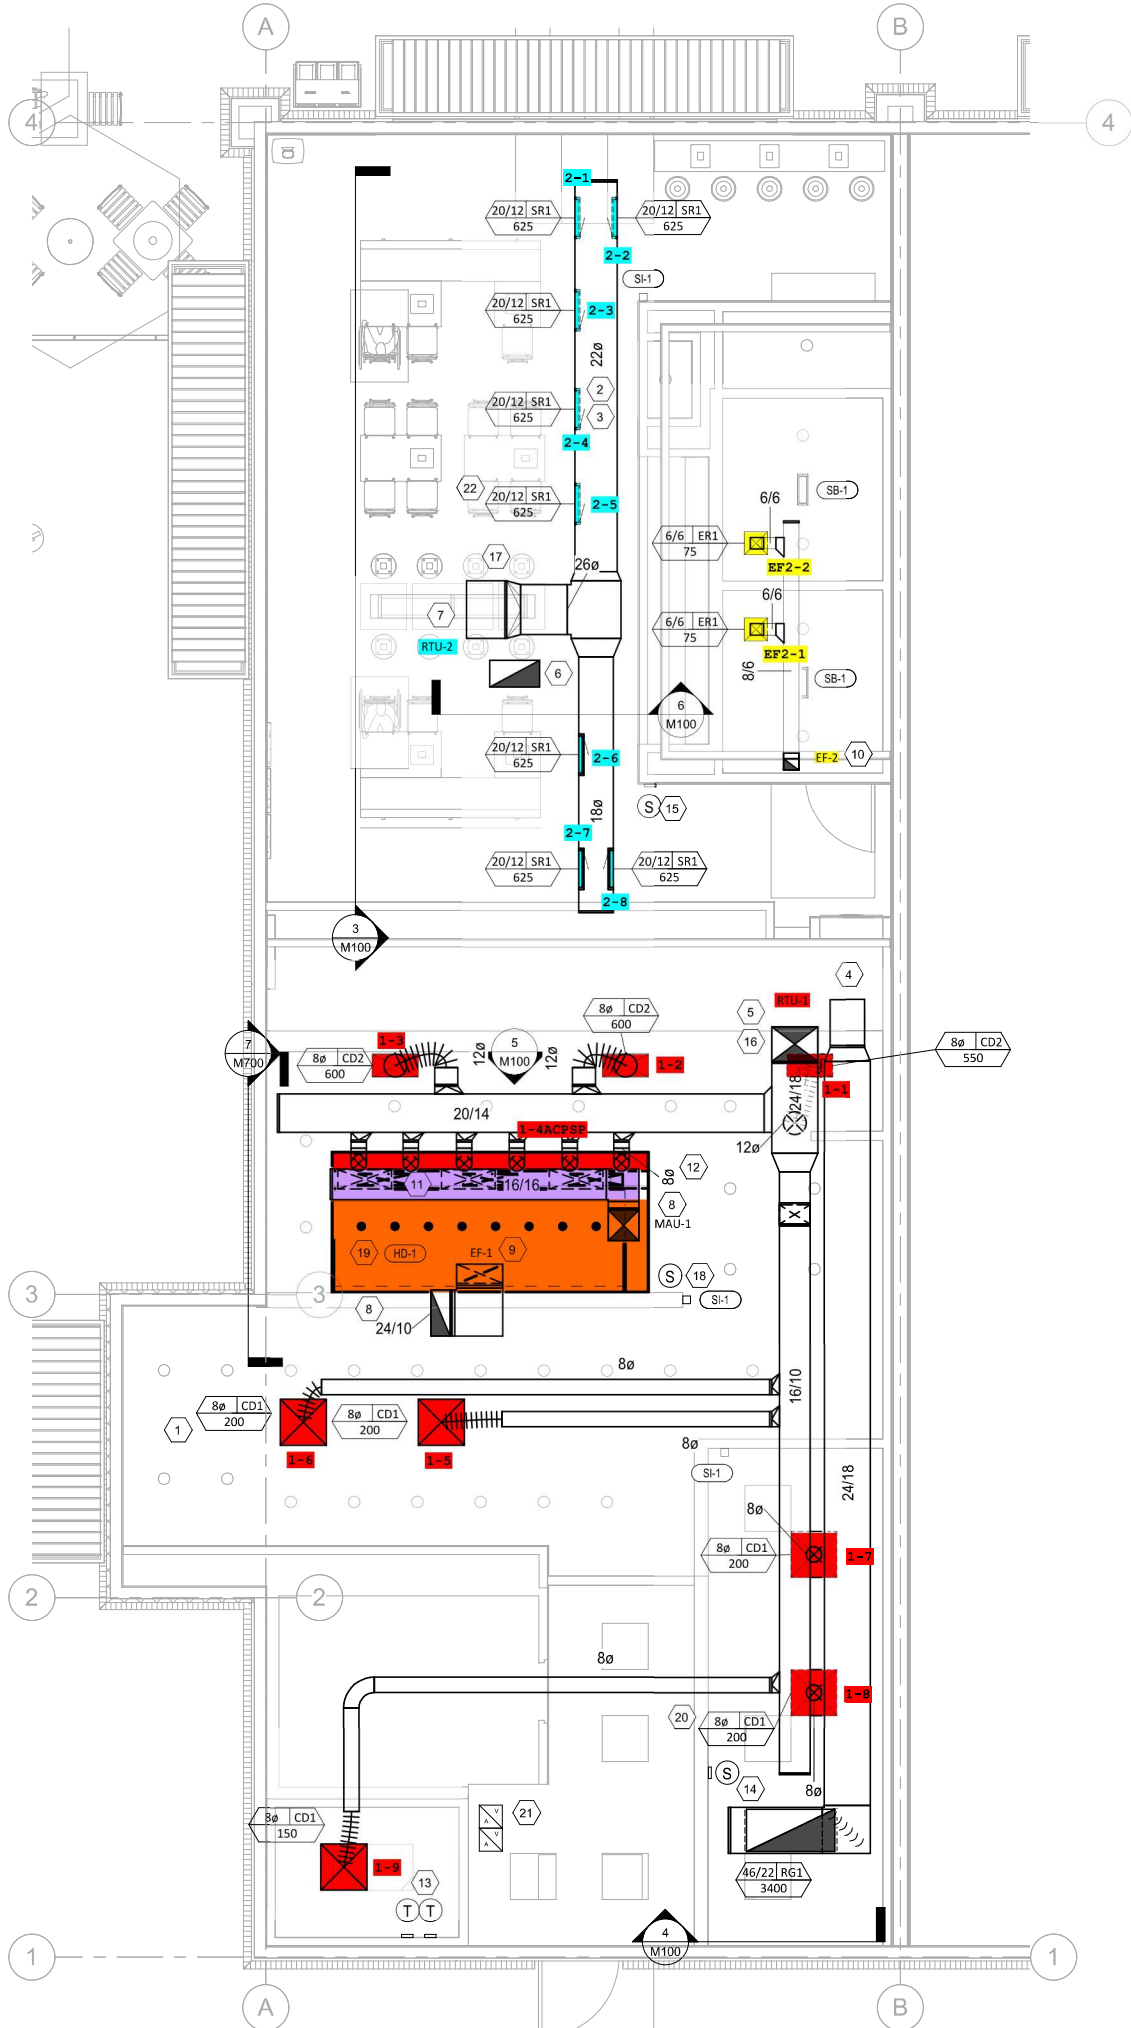 A
B
4
4
2-1
20/12 SR1
625
20/12 SR1
625
2-2
SI-1
20/12 SR1
625
2-3
22ø
2
20/12 SR1
625
3
2-4
22
20/12 SR1
625
2-5
6/6
SB-1
6/6 ER1
75
17
26ø
EF2-2
6/6
7
6/6 ER1
75
RTU-2
EF2-1
8/6
SB-1
6
6
M100
20/12 SR1
625
2-6
EF-2
10
18ø
S
15
2-7
20/12 SR1
625
20/12 SR1
625
2-8
3
M100
4
RTU-1
8ø CD2
600
5
7
M700
1-3
8ø CD2
600
12ø
5
M100
12ø
1-2
16
8ø CD2
550
1-1
24/18
20/14
1-4ACPSP
12ø
12
8ø
11
16/16
8
MAU-1
19
HD-1
EF-1
9
S
18
3
3
8
24/10
SI-1
8ø
16/10
8ø CD1
200
8ø CD1
200
1
1-6
1-5
8ø
SI-1
24/18
8ø
8ø CD1
200
1-7
2
2
8ø
1-8
20
8ø CD1
200
S
14
8ø
8ø CD1
150
V
A
V
A
21
1-9
13
46/22 RG1
3400
T
T
4
M100
1
1
A
B